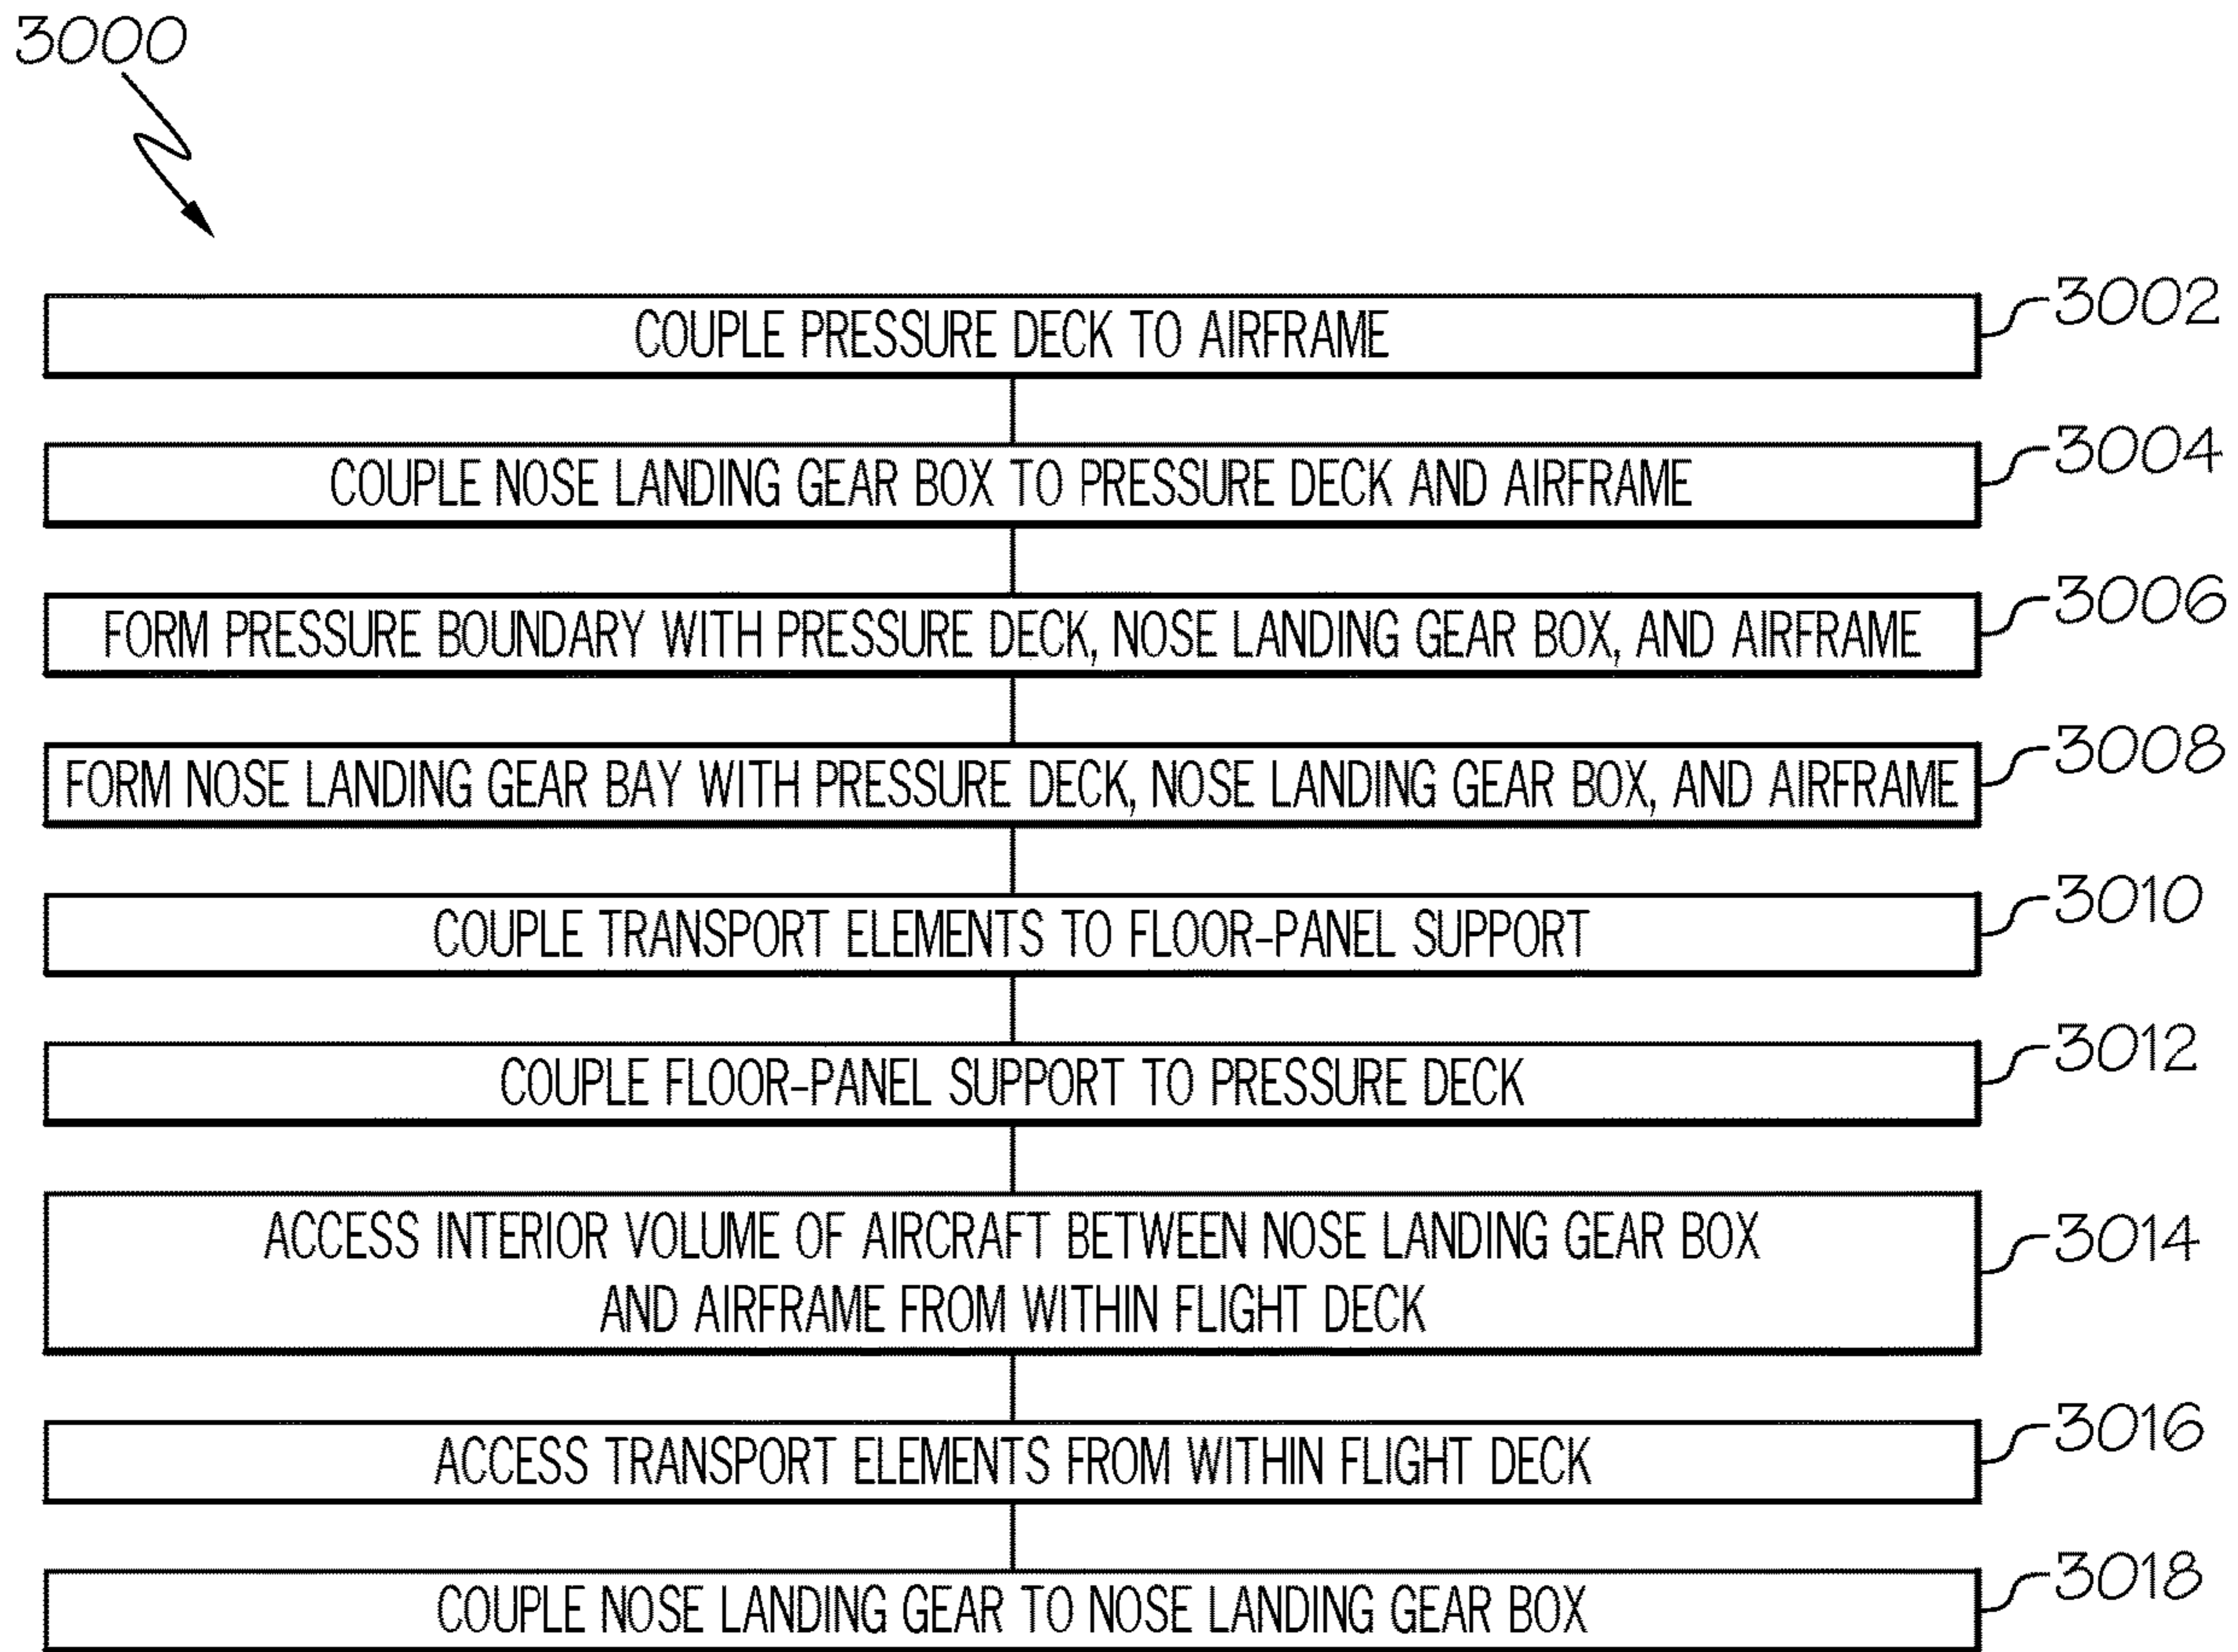 3000
COUPLE PRESSURE DECK TO AIRFRAME
3002
COUPLE NOSE LANDING GEAR BOX TO PRESSURE DECK AND AIRFRAME
3004
FORM PRESSURE BOUNDARY WITH PRESSURE DECK, NOSE LANDING GEAR BOX, AND AIRFRAME
3006
FORM NOSE LANDING GEAR BAY WITH PRESSURE DECK, NOSE LANDING GEAR BOX, AND AIRFRAME
3008
COUPLE TRANSPORT ELEMENTS TO FLOOR-PANEL SUPPORT
3010
COUPLE FLOOR-PANEL SUPPORT TO PRESSURE DECK
3012
ACCESS INTERIOR VOLUME OF AIRCRAFT BETWEEN NOSE LANDING GEAR BOX
AND AIRFRAME FROM WITHIN FLIGHT DECK
3014
ACCESS TRANSPORT ELEMENTS FROM WITHIN FLIGHT DECK
3016
COUPLE NOSE LANDING GEAR TO NOSE LANDING GEAR BOX
3018